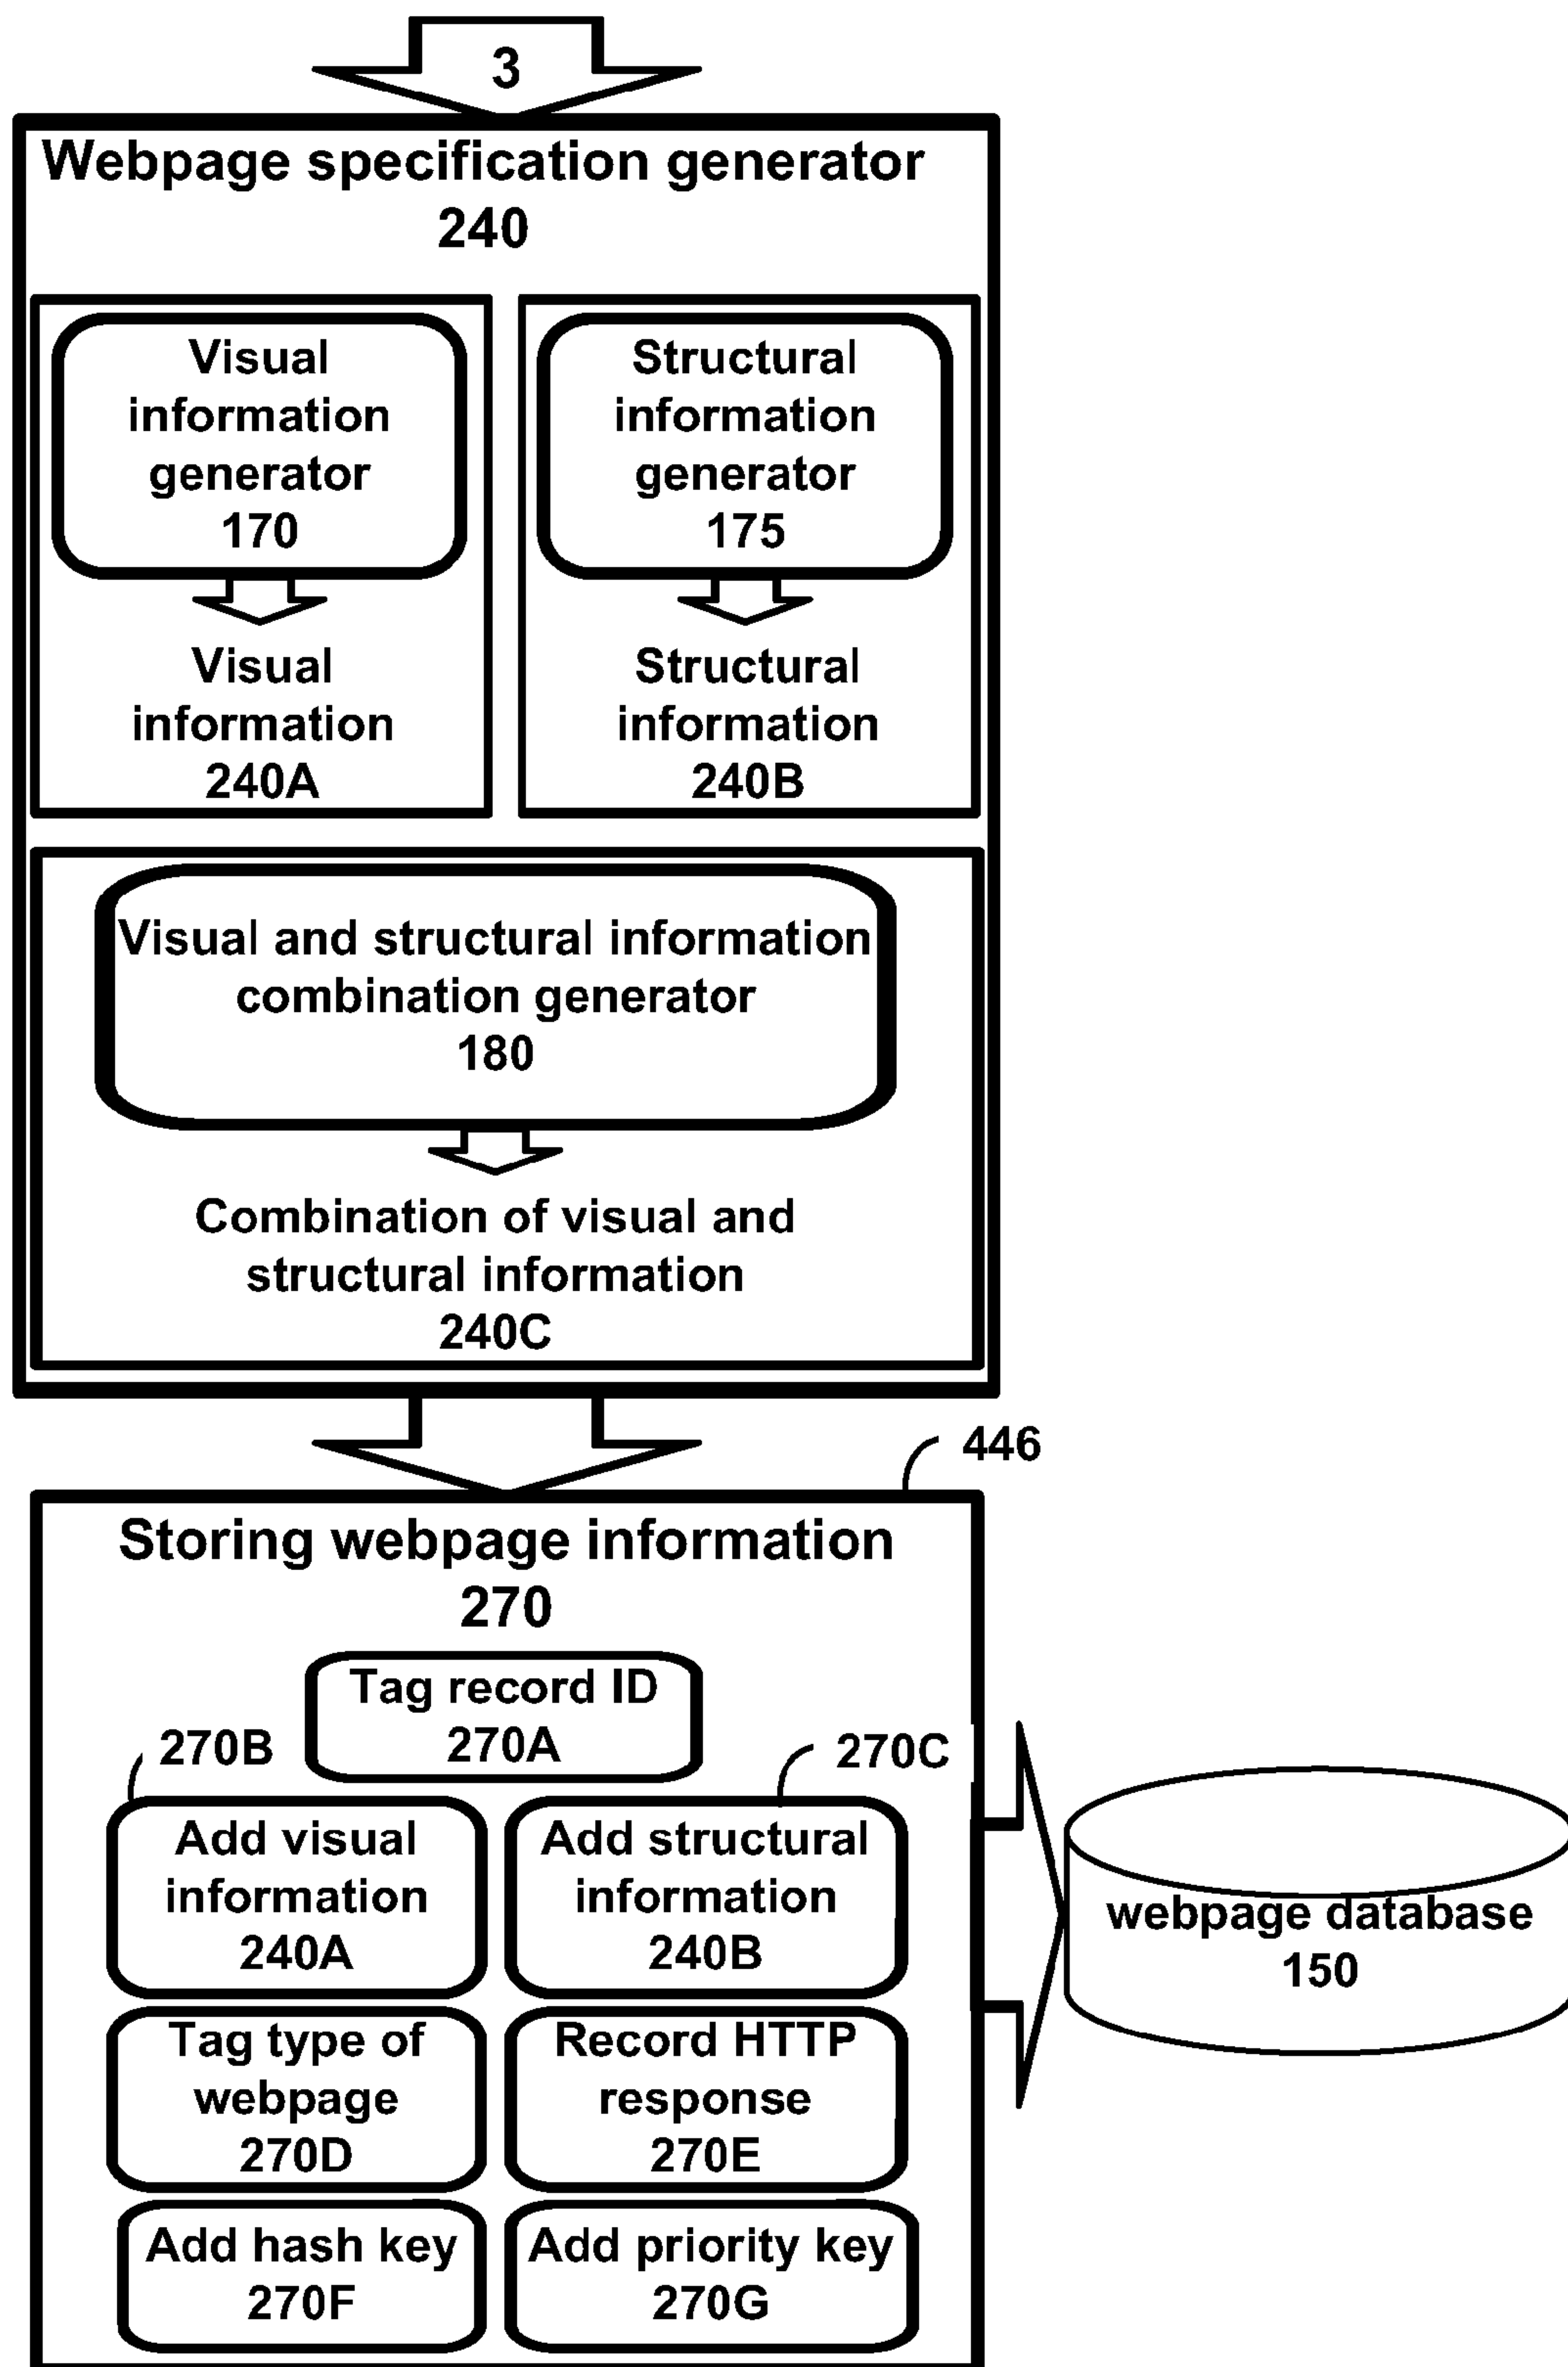 3
Webpage specification generator
240
Visual
information
generator
170
Visual
information
240A
Structural
information
generator
175
Structural
information
240B
Visual and structural information
combination generator
180
Combination of visual and
structural information
240C
446
Storing webpage information
270
Tag record ID
270A
270B
270C
Add visual
information
240A
Add structural
information
240B
Tag type of
webpage
270D
Record HTTP
response
270E
Add hash key
270F
Add priority key
270G
webpage database
150